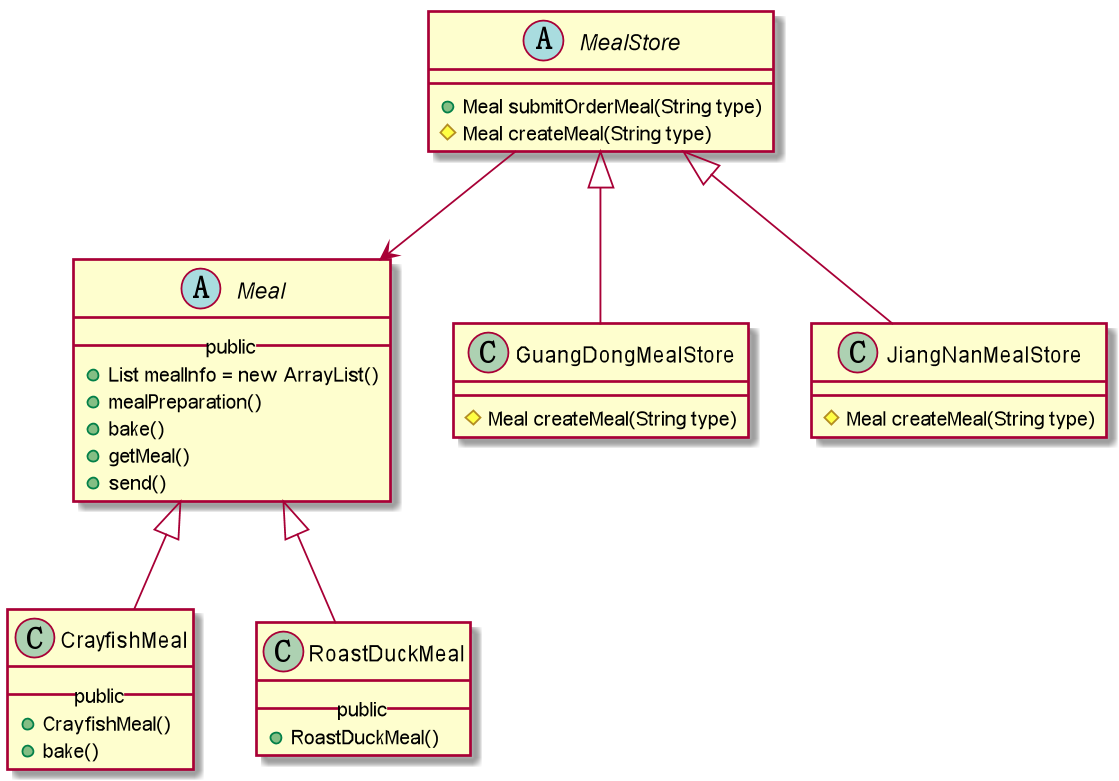 A MealStore
Meal submitOrderMeal(String type)
Meal createMeal(String type)
A Meal
public
List mealInfo = new ArrayList()
mealPreparation()
bake()
getMeal()
send()
C GuangDongMealStore
Meal createMeal(String type)
C JiangNanMealStore
Meal createMeal(String type)
C CrayfishMeal
public
CrayfishMeal()
bake()
C RoastDuckMeal
public
RoastDuckMeal()